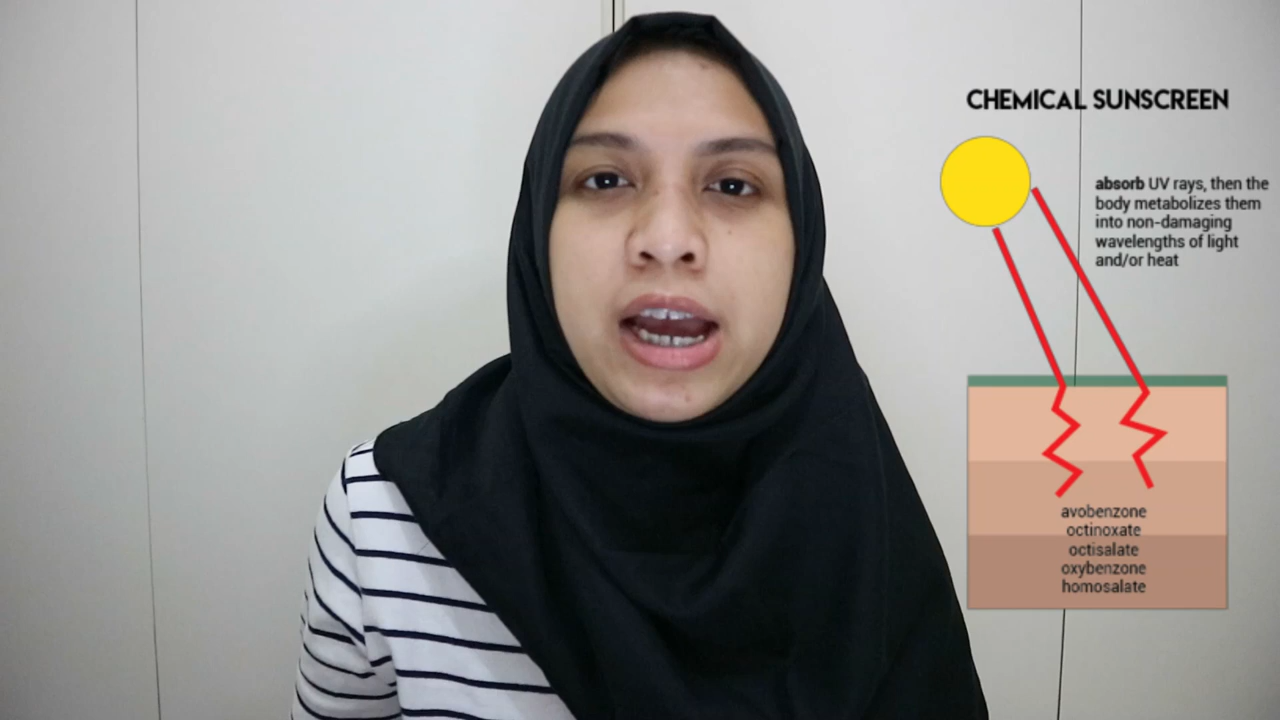 CHEMICAL SUNSCREEN
absorb UV rays, then the
body metabolizes them
into non-damaging
wavelengths of light
and/or heat
avobenzone
octinoxate
octisalate
oxybenzone
homosalate